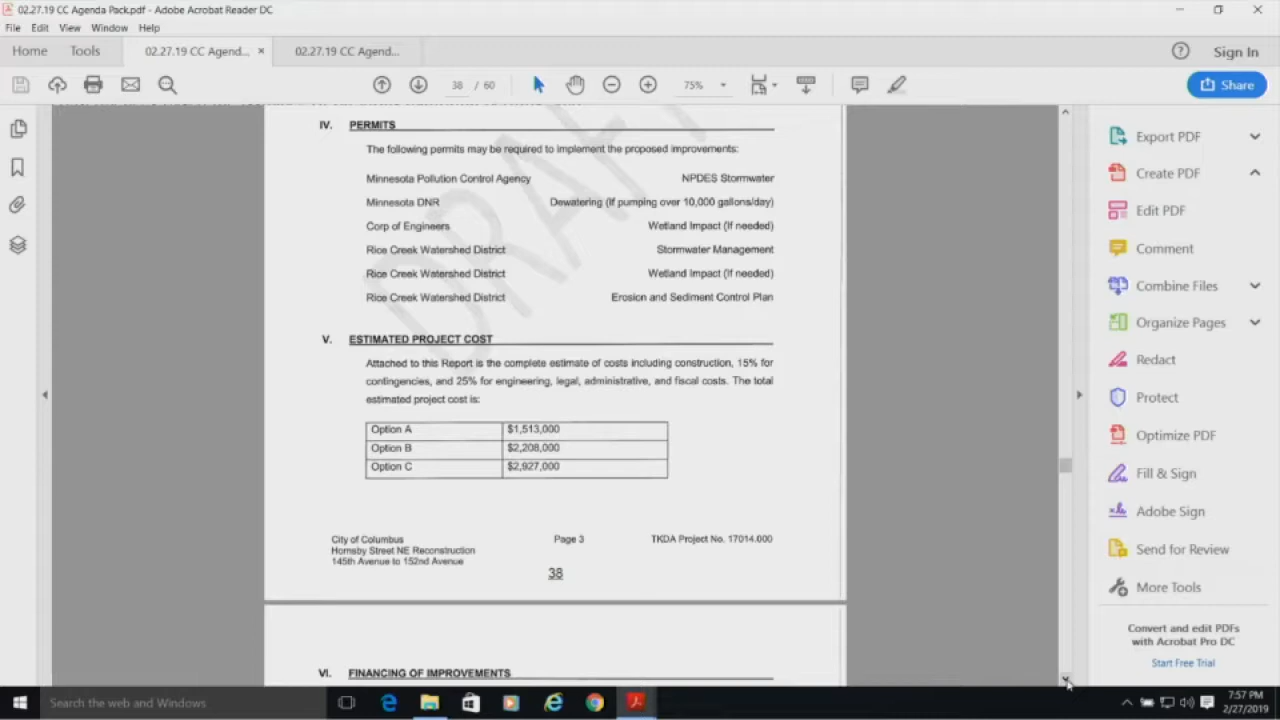 02.27.19 CC Agenda Pack.pdf - Adobe Acrobat Reader DC
File Edit View Window Help
Home Tools 02.27.19 CC Agend... × 02.27.19 CC Agend... Sign In
38 / 60 75% Share
IV. PERMITS
The following permits may be required to implement the proposed improvements:
Minnesota Pollution Control Agency NPDES Stormwater
Minnesota DNR Dewatering (If pumping over 10,000 gallons/day)
Corp of Engineers Wetland Impact (If needed)
Rice Creek Watershed District Stormwater Management
Rice Creek Watershed District Wetland Impact (If needed)
Rice Creek Watershed District Erosion and Sediment Control Plan
DRAFT
V. ESTIMATED PROJECT COST
Attached to this Report is the complete estimate of costs including construction, 15% for
contingencies, and 25% for engineering, legal, administrative, and fiscal costs. The total
estimated project cost is:
Option A $1,513,000
Option B $2,208,000
Option C $2,927,000
City of Columbus Page 3 TKDA Project No. 17014.000
Hornsby Street NE Reconstruction
145th Avenue to 152nd Avenue
38
VI. FINANCING OF IMPROVEMENTS
Export PDF
Create PDF
Edit PDF
Comment
Combine Files
Organize Pages
Redact
Protect
Optimize PDF
Fill & Sign
Adobe Sign
Send for Review
More Tools
Convert and edit PDFs
with Acrobat Pro DC
Start Free Trial
Search the web and Windows
7:57 PM
2/27/2019